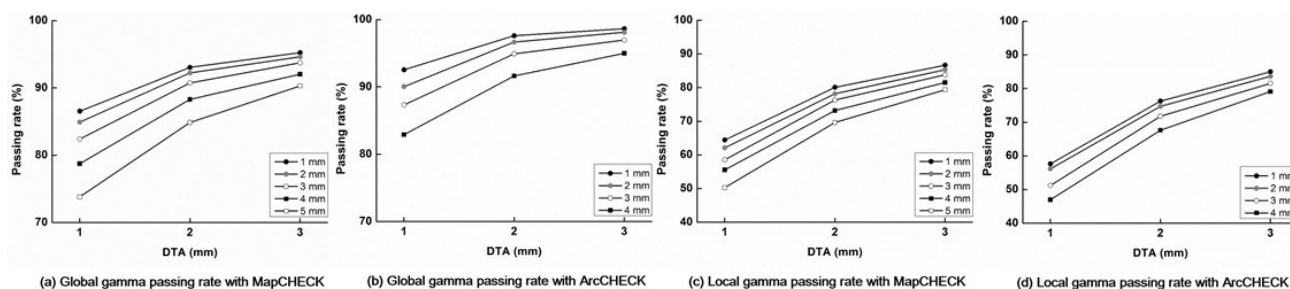 100
90
80
70
Passing rate (%)
1 mm
2 mm
3 mm
4 mm
5 mm
1 2 3
DTA (mm)
(a) Global gamma passing rate with MapCHECK
100
90
80
70
Passing rate (%)
1 mm
2 mm
3 mm
4 mm
1 2 3
DTA (mm)
(b) Global gamma passing rate with ArcCHECK
100
90
80
70
60
50
40
Passing rate (%)
1 mm
2 mm
3 mm
4 mm
5 mm
1 2 3
DTA (mm)
(c) Local gamma passing rate with MapCHECK
100
90
80
70
60
50
40
Passing rate (%)
1 mm
2 mm
3 mm
4 mm
1 2 3
DTA (mm)
(d) Local gamma passing rate with ArcCHECK